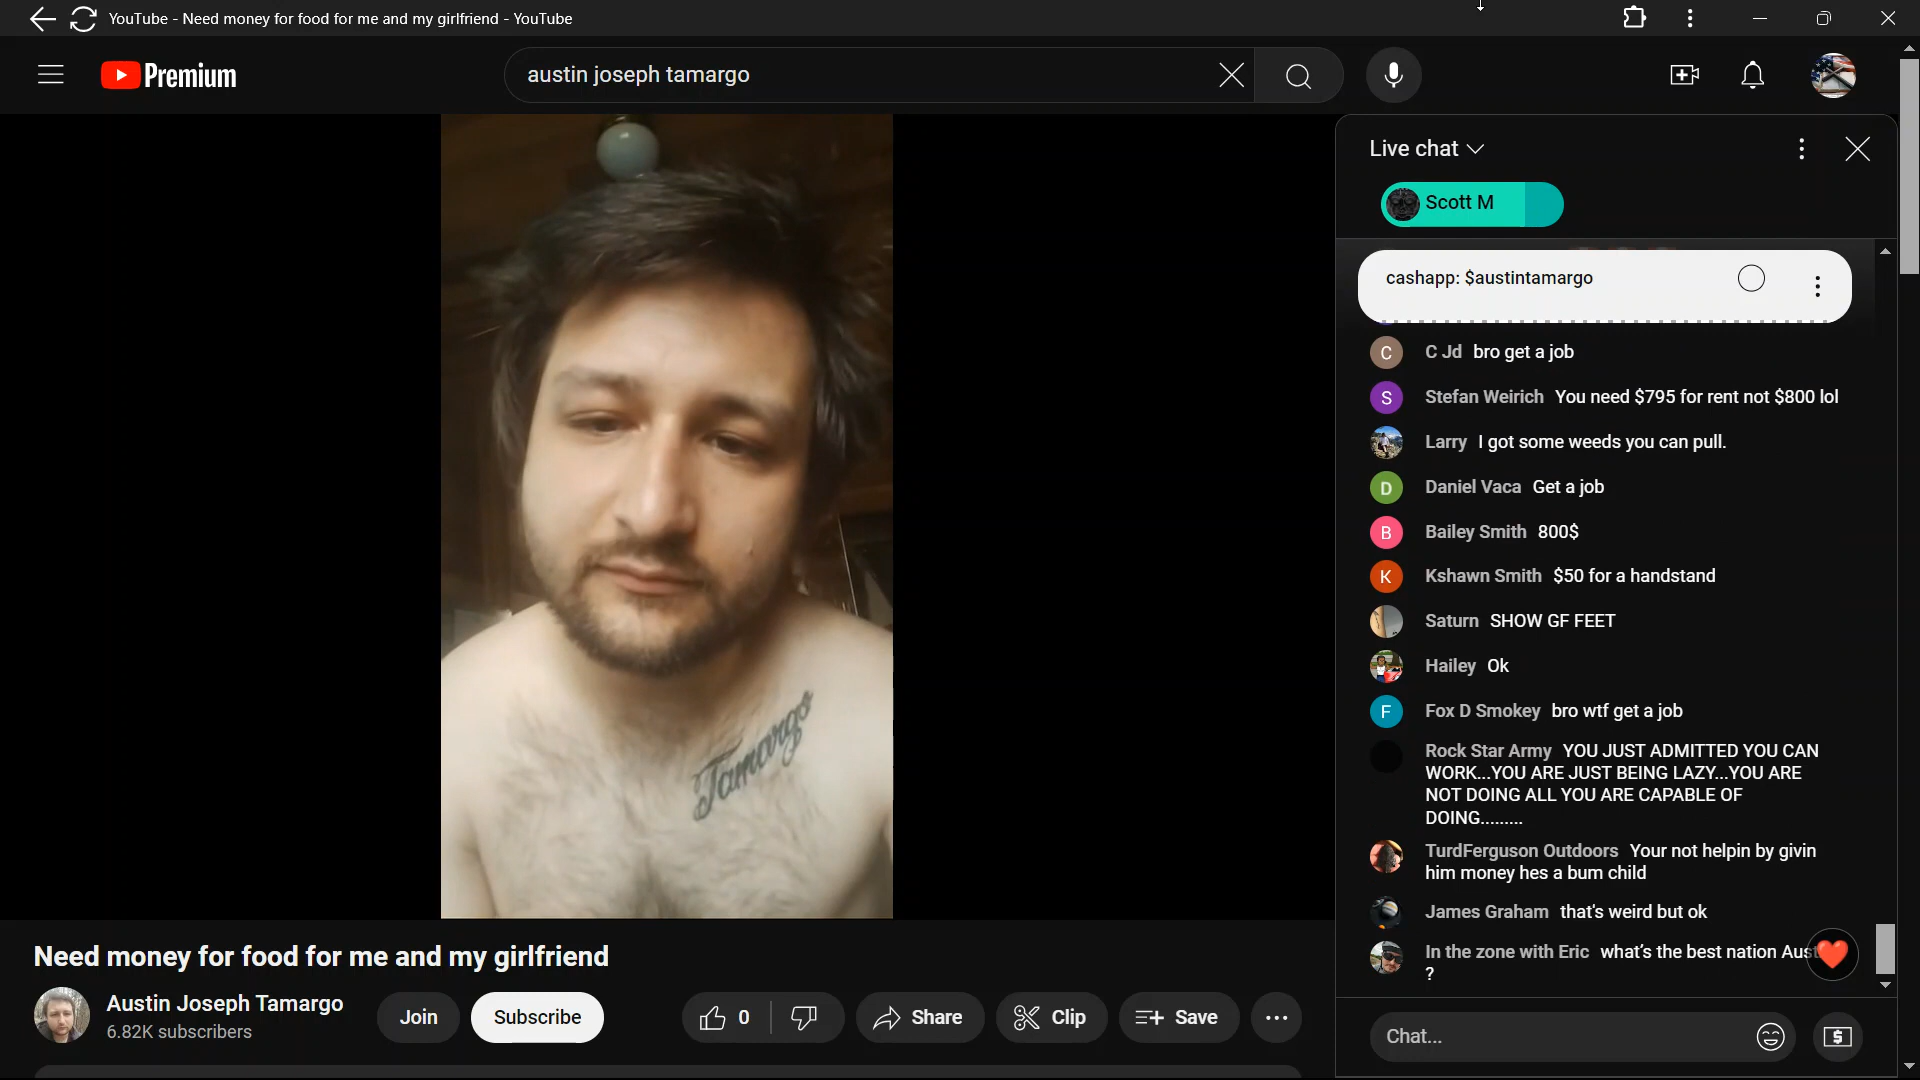 YouTube - Need money for food for me and my girlfriend - YouTube
Premium
austin joseph tamargo
Live chat
Scott M
cashapp: $austintamargo
C
C Jd bro get a job
S
Stefan Weirich You need $795 for rent not $800 lol
Larry I got some weeds you can pull.
D
Daniel Vaca Get a job
B
Bailey Smith 800$
K
Kshawn Smith $50 for a handstand
Saturn SHOW GF FEET
Hailey Ok
F
Fox D Smokey bro wtf get a job
Rock Star Army YOU JUST ADMITTED YOU CAN
WORK...YOU ARE JUST BEING LAZY...YOU ARE
NOT DOING ALL YOU ARE CAPABLE OF
DOING.........
TurdFerguson Outdoors Your not helpin by givin
him money hes a bum child
James Graham that's weird but ok
In the zone with Eric what's the best nation Aust
?
Chat...
Tamargo
Need money for food for me and my girlfriend
Austin Joseph Tamargo
6.82K subscribers
Join
Subscribe
0
Share
Clip
Save